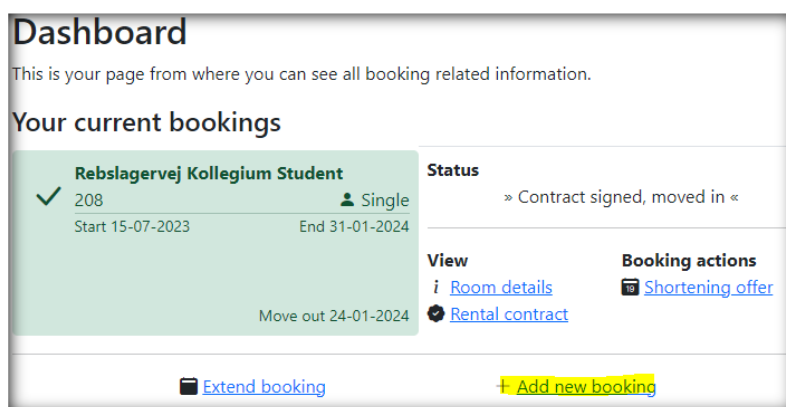 Dashboard
This is your page from where you can see all booking related information.
Your current bookings
Rebslagervej Kollegium Student
208 Single
Start 15-07-2023 End 31-01-2024
Move out 24-01-2024
Status
» Contract signed, moved in «
View
i Room details
Rental contract
Booking actions
19 Shortening offer
Extend booking
+ Add new booking